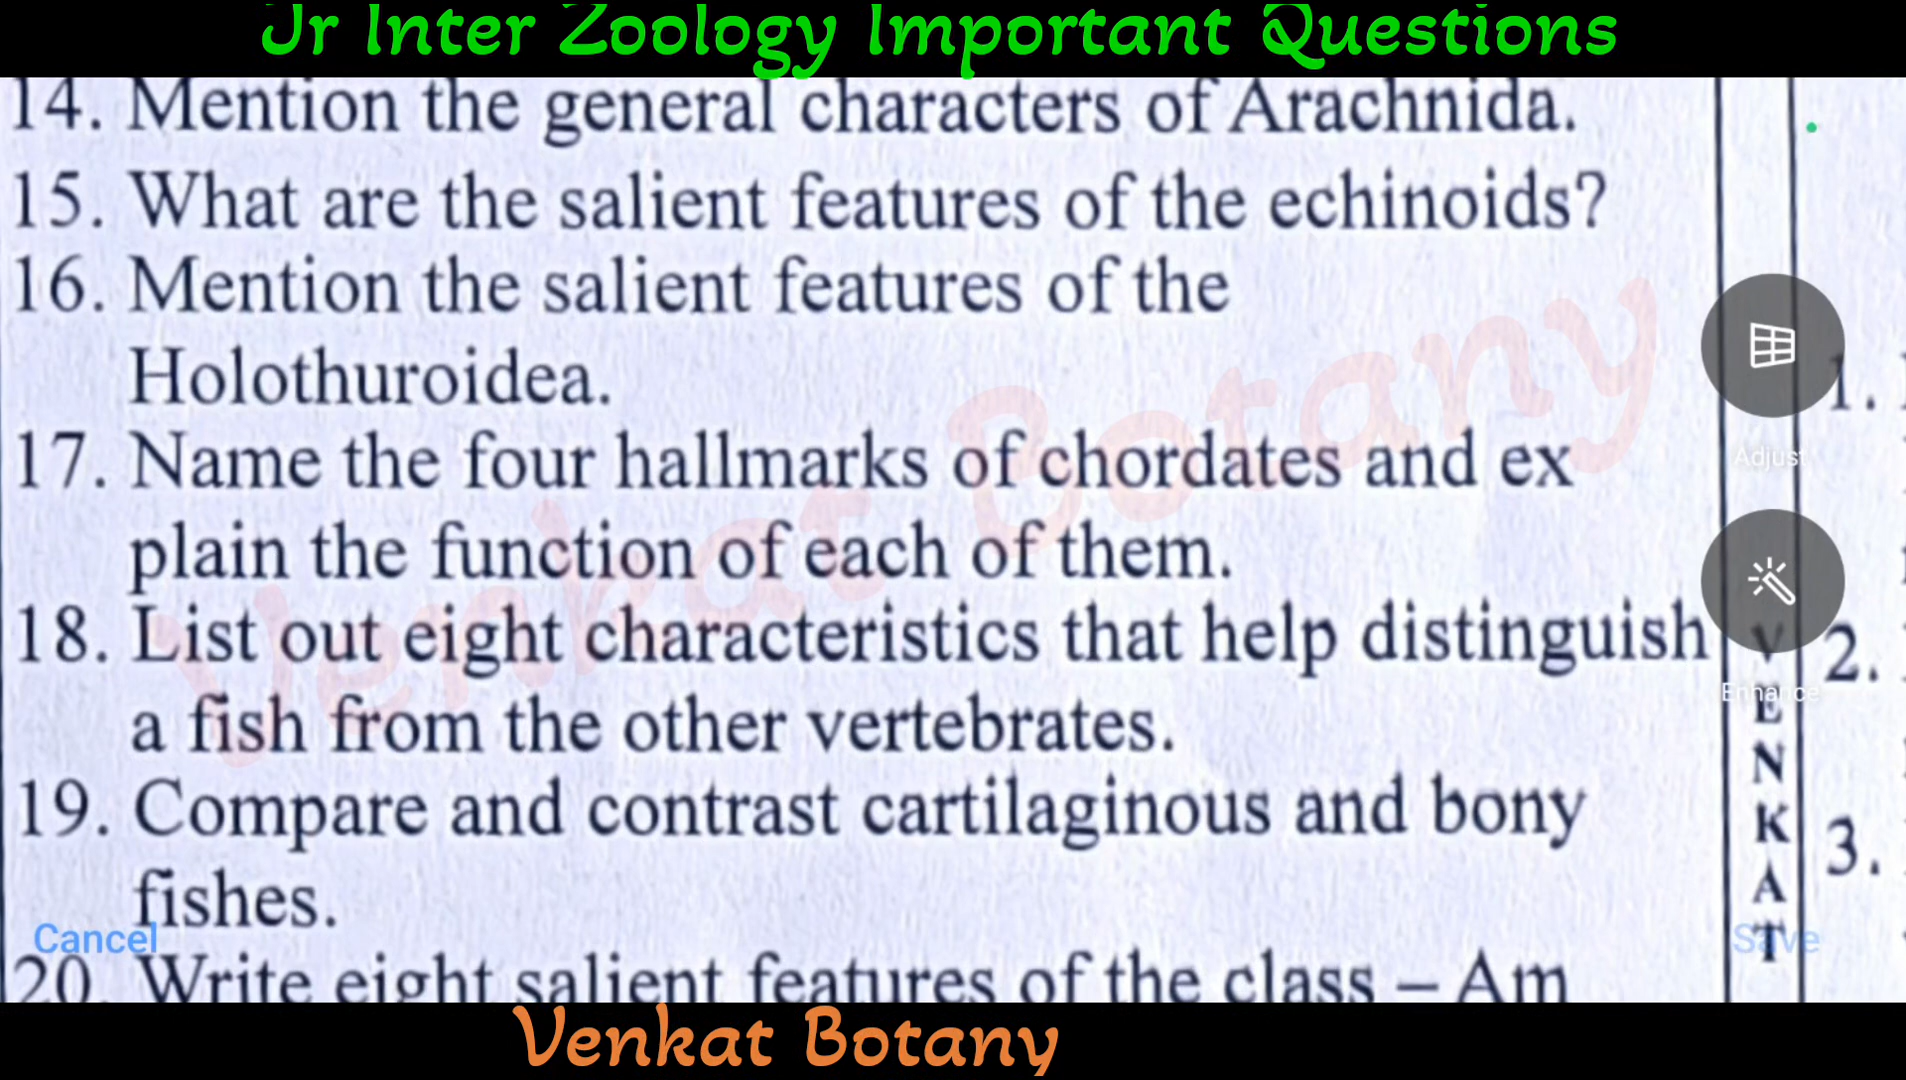 Jr Inter Zoology Important Questions
14. Mention the general characters of Arachnida.
15. What are the salient features of the echinoids?
16. Mention the salient features of the
Holothuroidea.
17. Name the four hallmarks of chordates and ex
plain the function of each of them.
18. List out eight characteristics that help distinguish
a fish from the other vertebrates.
19. Compare and contrast cartilaginous and bony
fishes.
20. Write eight salient features of the class – Am
Venkat Botany
VENKAT
1.
2.
3.
Adjust
Enhance
Cancel
Save
Venkat Botany